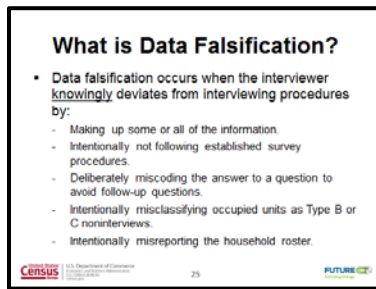 What is Data Falsification?
▪ Data falsification occurs when the interviewer
knowingly deviates from interviewing procedures
by:
- Making up some or all of the information.
- Intentionally not following established survey
procedures.
- Deliberately miscoding the answer to a question to
avoid follow-up questions.
- Intentionally misclassifying occupied units as Type B or
C noninterviews.
- Intentionally misreporting the household roster.
United States
Census
Bureau
U.S. Department of Commerce
25
FUTURE